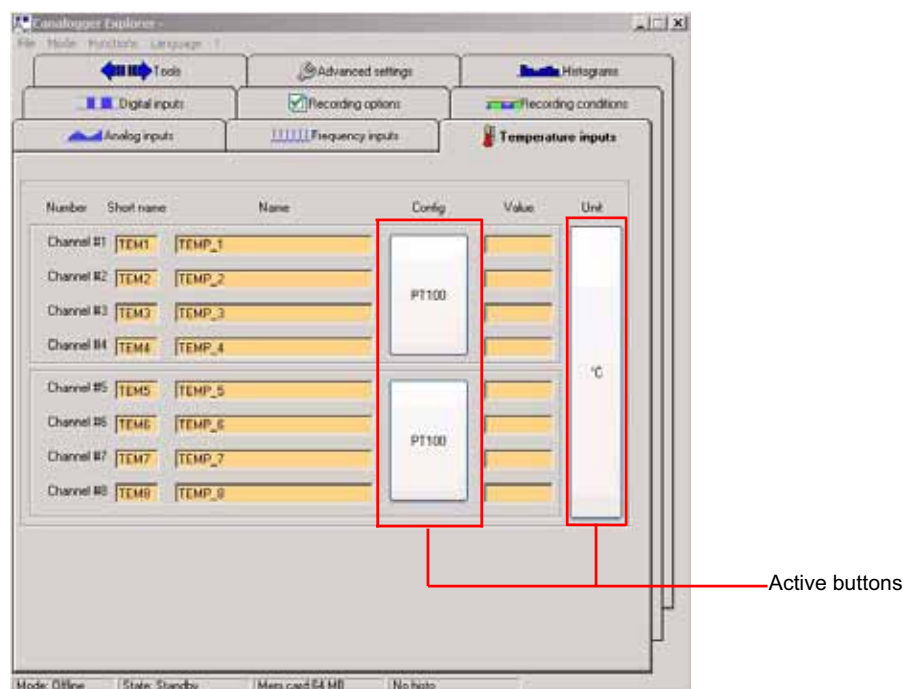 Canalogger Explorer -
File Mode Functions Language ?
Tools Advanced settings Histograms
Digital inputs Recording options Recording conditions
Analog inputs Frequency inputs Temperature inputs
Number Short name Name Config Value Unit
Channel #1 TEM1 TEMP_1
Channel #2 TEM2 TEMP_2
PT100
Channel #3 TEM3 TEMP_3
Channel #4 TEM4 TEMP_4
°C
Channel #5 TEM5 TEMP_5
Channel #6 TEM6 TEMP_6
PT100
Channel #7 TEM7 TEMP_7
Channel #8 TEM8 TEMP_8
Active buttons
Mode: Offline State: Standby Mem card 64 MB No histo